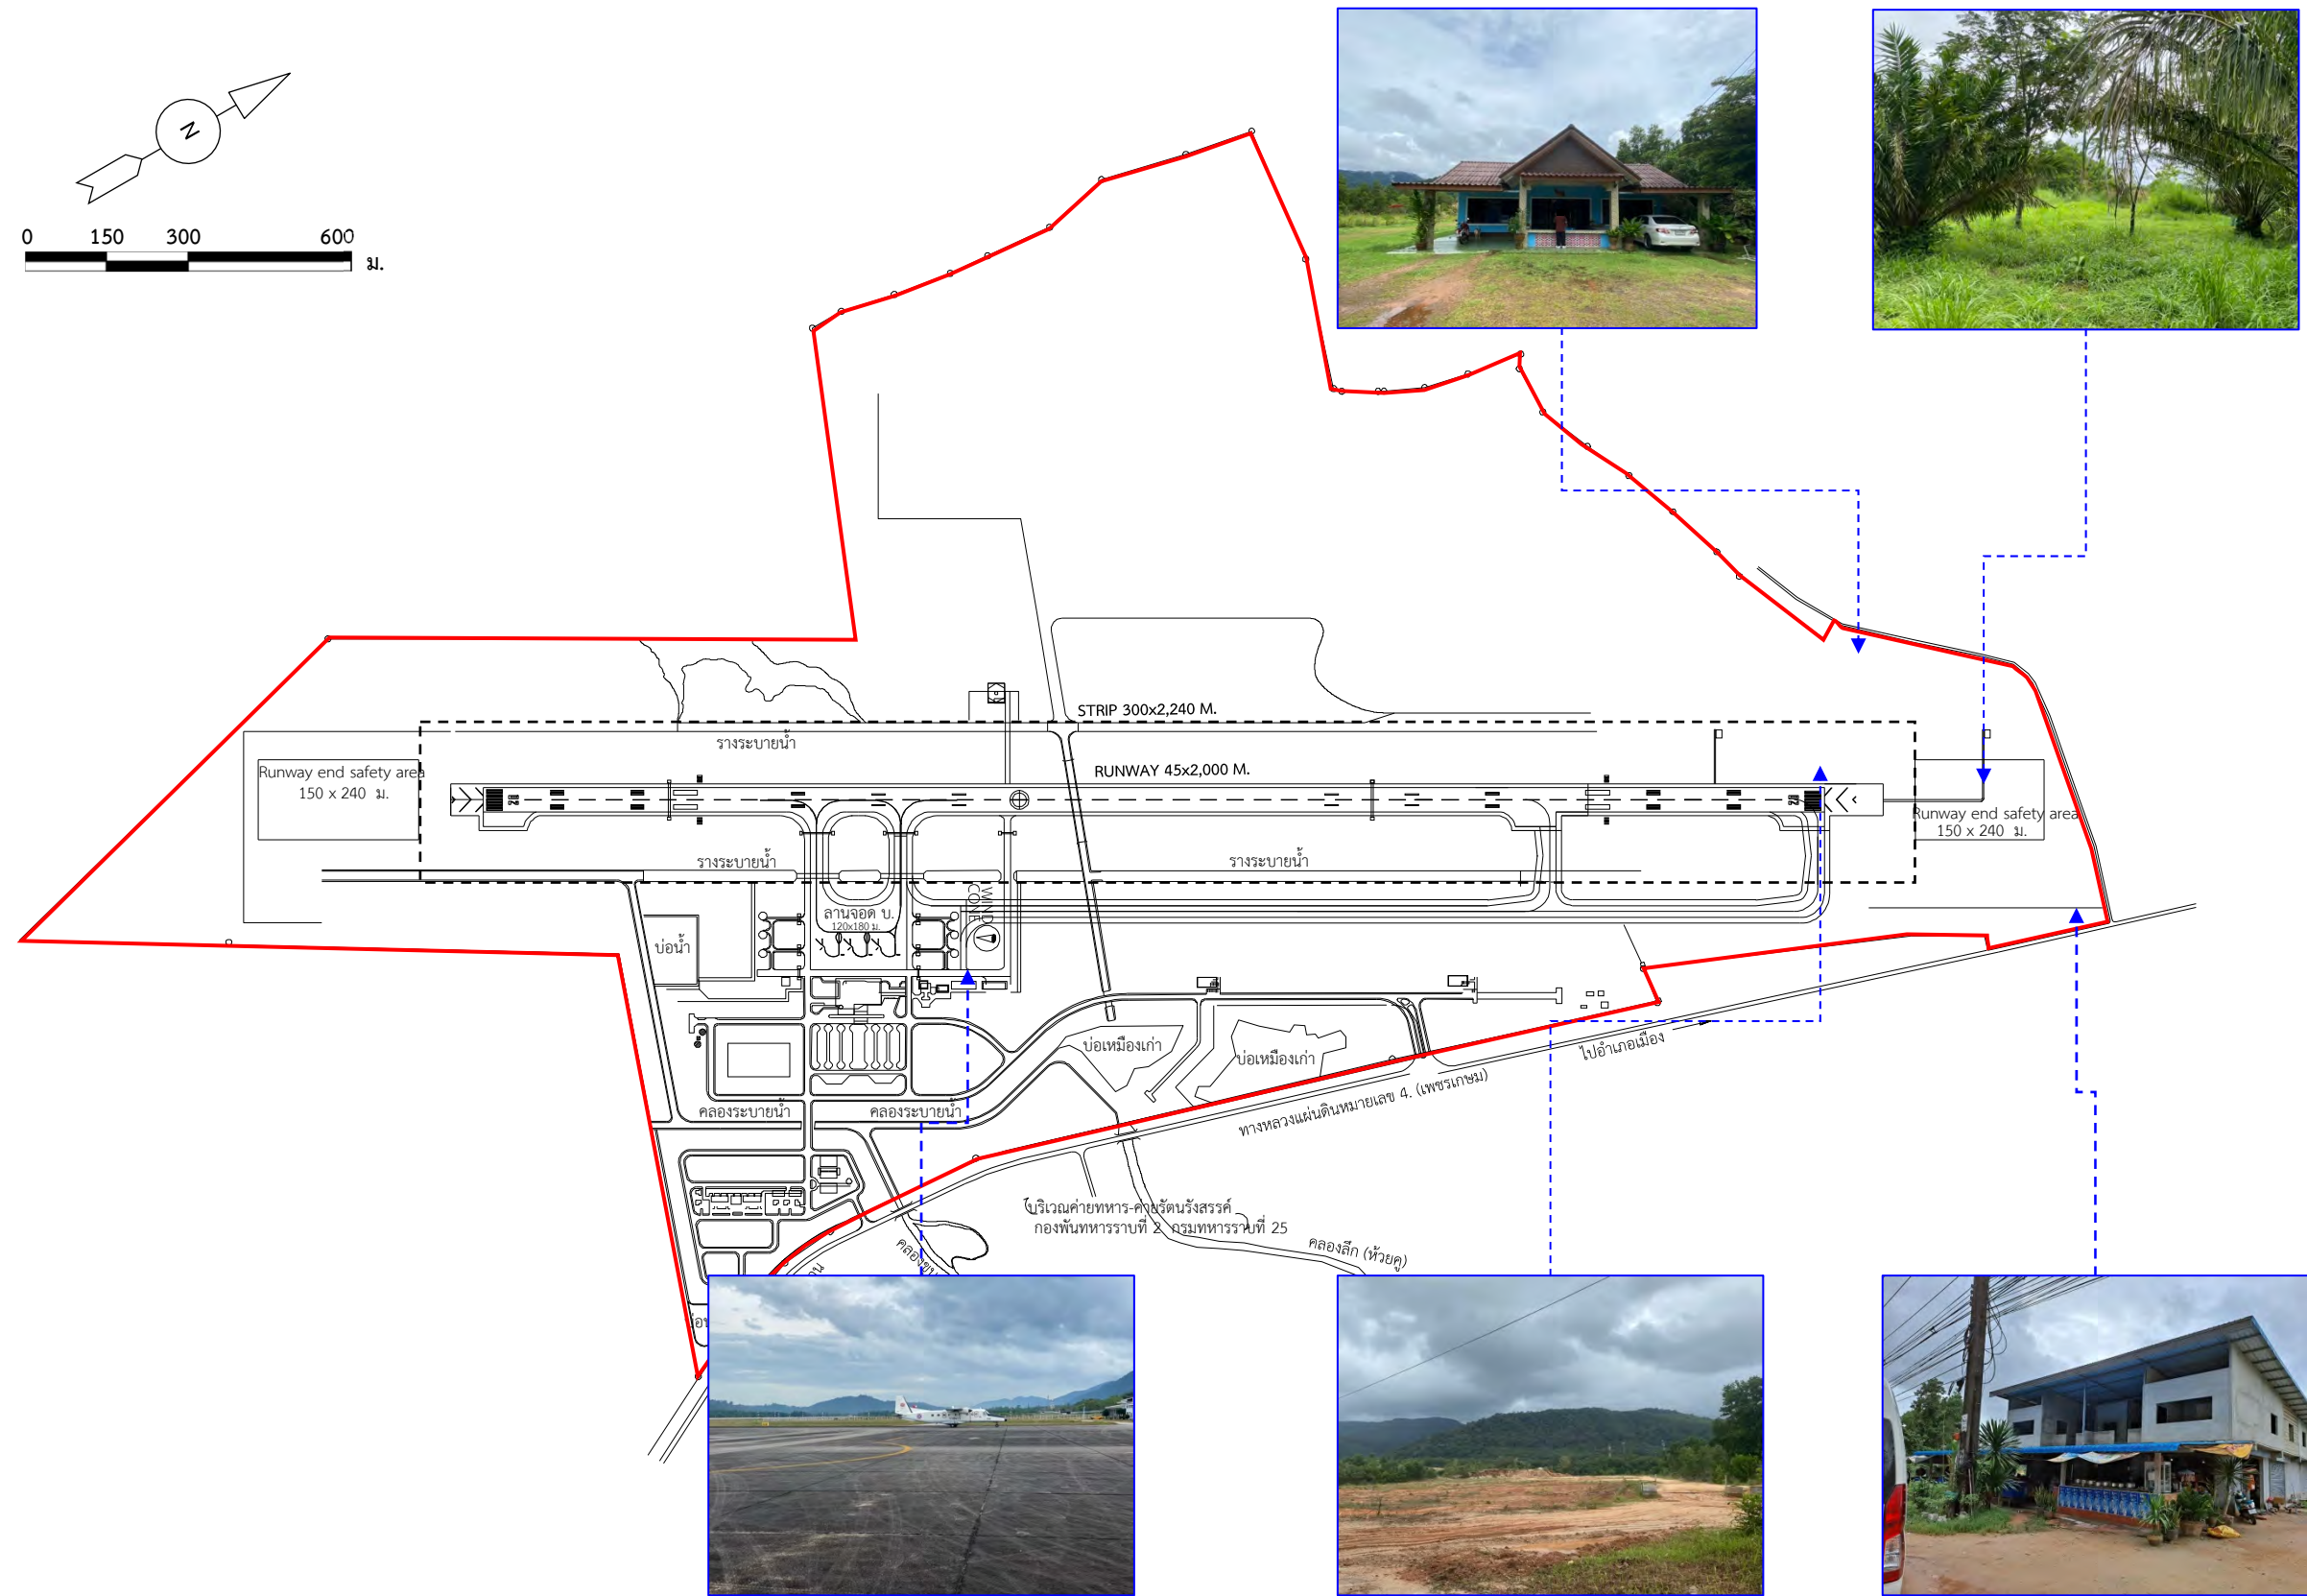 N
0 150 300 600 ม.
STRIP 300x2,240 M.
รางระบายน้ำ
RUNWAY 45x2,000 M.
Runway end safety area
150 x 240 ม.
Runway end safety area
150 x 240 ม.
รางระบายน้ำ
รางระบายน้ำ
WIND
CONE
ลานจอด บ.
120x180 ม.
บ่อน้ำ
บ่อเหมืองเก่า
บ่อเหมืองเก่า
ไปอำเภอเมือง
ทางหลวงแผ่นดินหมายเลข 4. (เพชรเกษม)
คลองระบายน้ำ
คลองระบายน้ำ
บริเวณค่ายทหาร-ค่ายรัตนรังสรรค์
กองพันทหารราบที่ 2 กรมทหารราบที่ 25
คลองลึก (ห้วยคู)